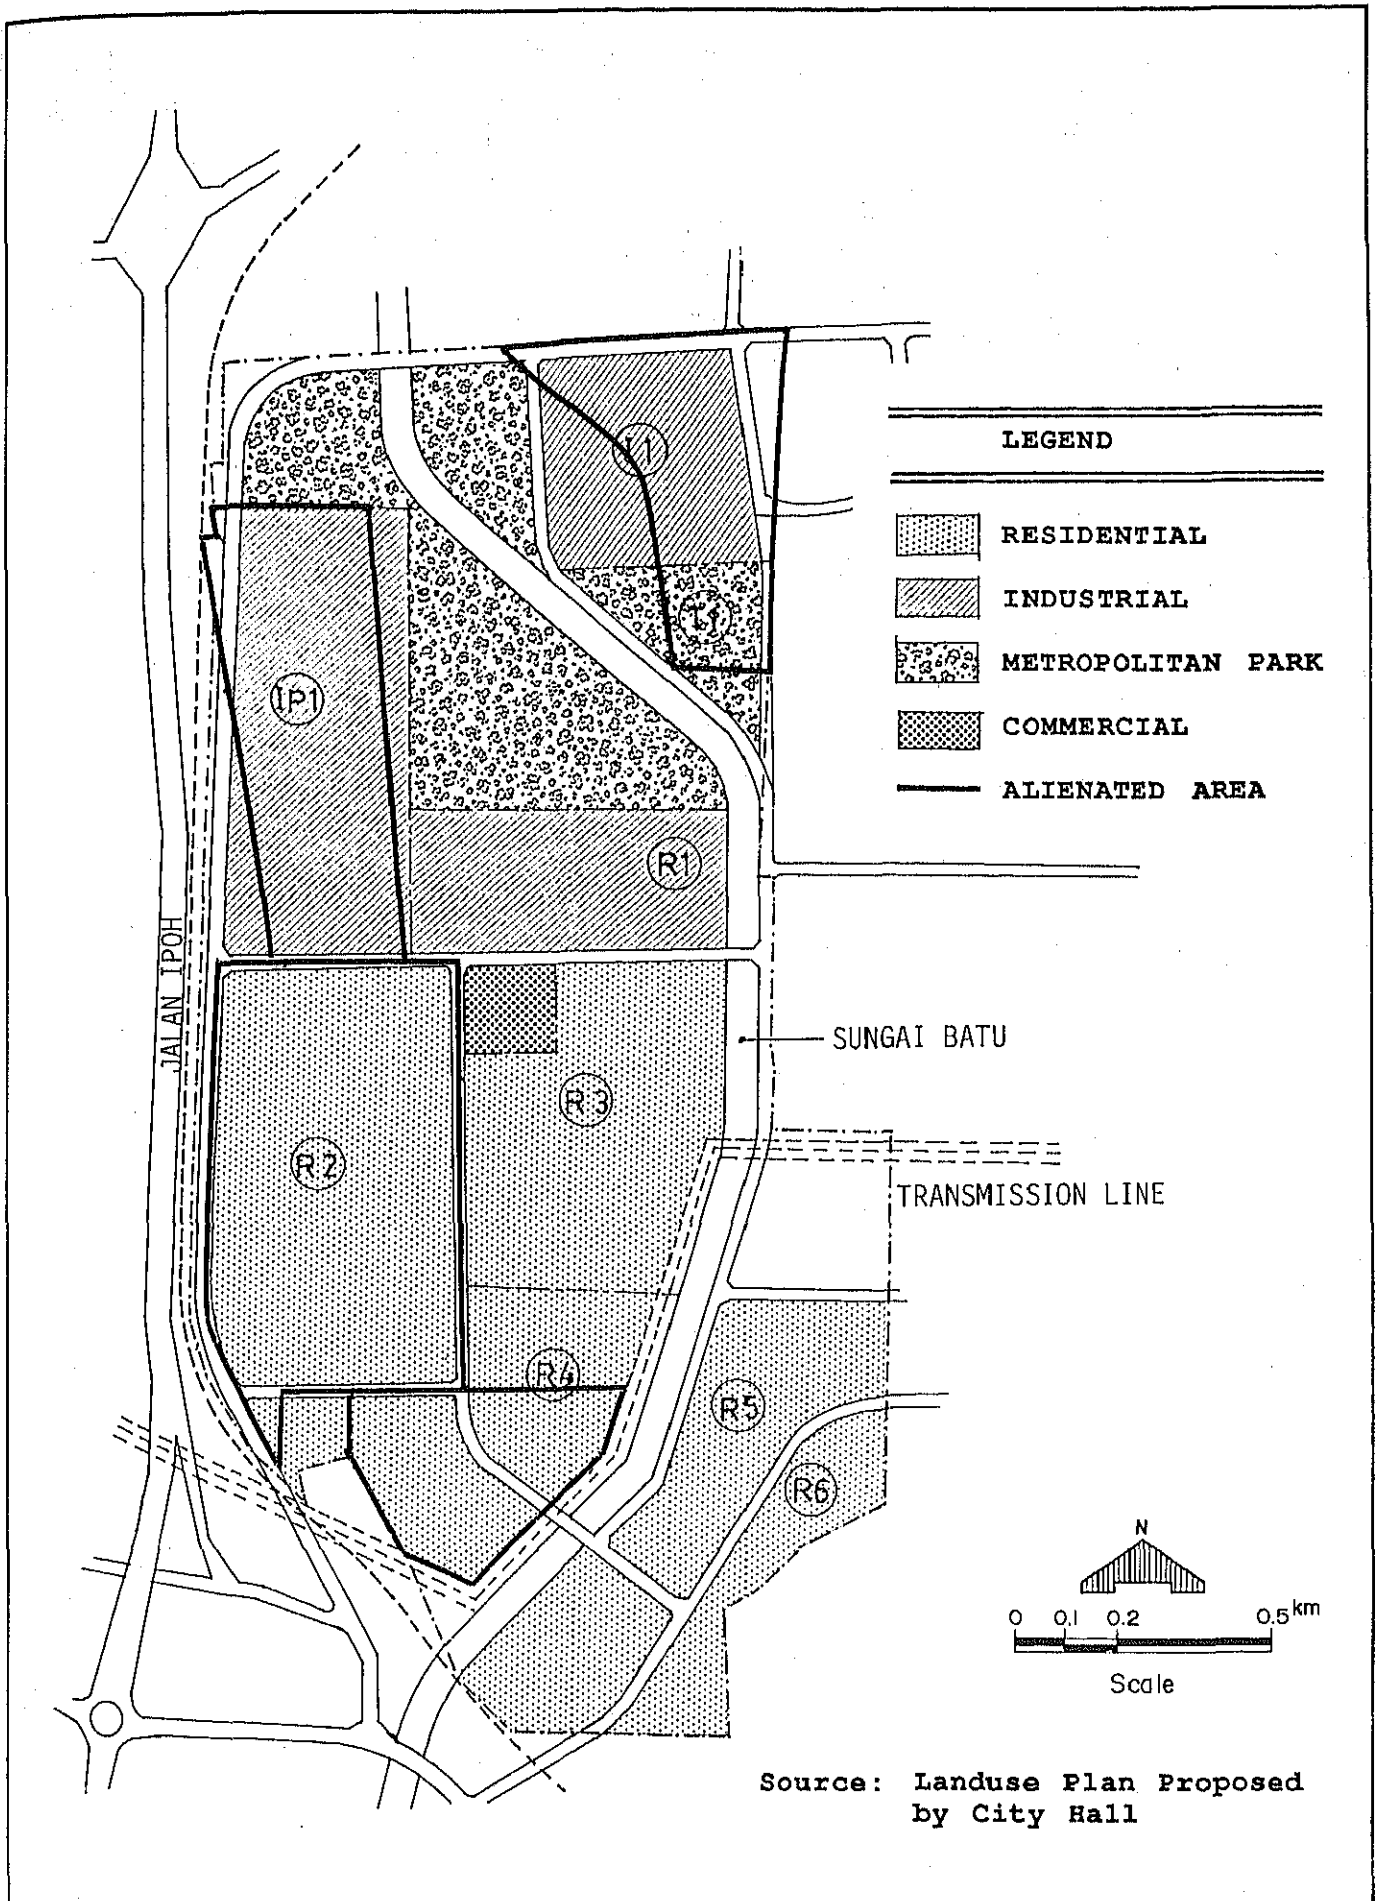 I1
LEGEND
RESIDENTIAL
INDUSTRIAL
I1
METROPOLITAN PARK
IP1
COMMERCIAL
ALIENATED AREA
R1
JALAN IPOH
SUNGAI BATU
R3
R2
TRANSMISSION LINE
R4
R5
R6
N
0 0.1 0.2 0.5 km
Scale
Source: Landuse Plan Proposed
by City Hall